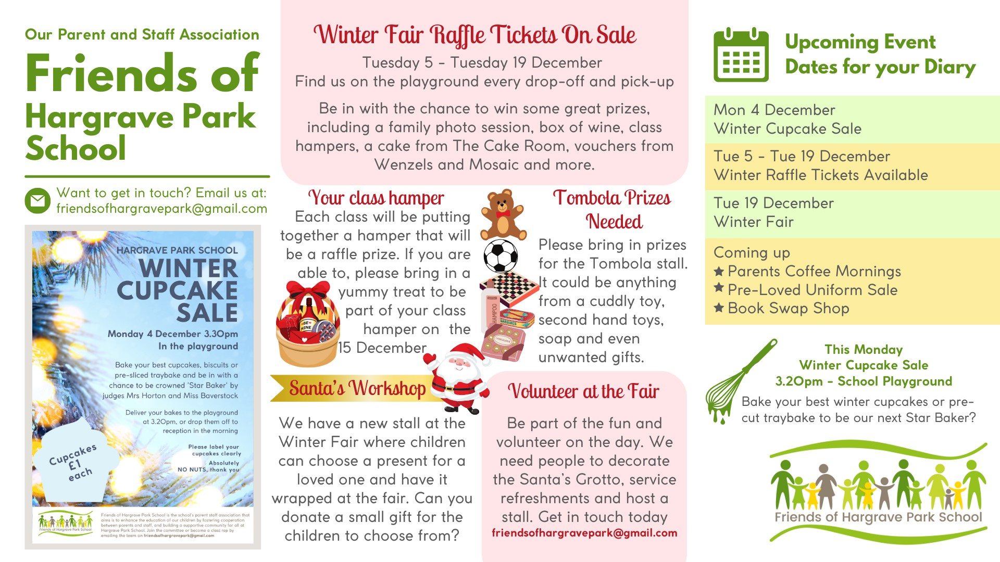 Our Parent and Staff Association
Friends of
Hargrave Park
School
Want to get in touch? Email us at:
friendsofhargravepark@gmail.com
HARGRAVE PARK SCHOOL
WINTER
CUPCAKE
SALE
Monday 4 December 3.30pm
In the playground
Bake your best cupcakes, biscuits or
pre-sliced traybake and be in with a
chance to be crowned 'Star Baker' by
judges Mrs Horton and Miss Baverstock
Deliver your bakes to the playground
at 3.20pm, or drop them off to
reception in the morning
Please label your
cupcakes clearly
Absolutely
NO NUTS, thank you
Cupcakes
£1
each
Friends of Hargrave Park School
Friends of Hargrave Park School is the school's parent staff association that
aims is to enhance the education of our children by fostering cooperation
between parents and staff, and building a supportive community for all at
Hargrave Park School. Join the committee or become a class rep by
emailing the team on friendsofhargravepark@gmail.com
Winter Fair Raffle Tickets On Sale
Tuesday 5 - Tuesday 19 December
Find us on the playground every drop-off and pick-up
Be in with the chance to win some great prizes,
including a family photo session, box of wine, class
hampers, a cake from The Cake Room, vouchers from
Wenzels and Mosaic and more.
Your class hamper
Each class will be putting
together a hamper that will
be a raffle prize. If you are
able to, please bring in a
yummy treat to be
part of your class
hamper on the
15 December
BE
MINE
Tombola Prizes
Needed
Please bring in prizes
for the Tombola stall.
It could be anything
from a cuddly toy,
second hand toys,
soap and even
unwanted gifts.
HAMPOO
SARDINES
CHOCOLATE
Santa's Workshop
We have a new stall at the
Winter Fair where children
can choose a present for a
loved one and have it
wrapped at the fair. Can you
donate a small gift for the
children to choose from?
Volunteer at the Fair
Be part of the fun and
volunteer on the day. We
need people to decorate
the Santa's Grotto, service
refreshments and host a
stall. Get in touch today
friendsofhargravepark@gmail.com
Upcoming Event
Dates for your Diary
Mon 4 December
Winter Cupcake Sale
Tue 5 - Tue 19 December
Winter Raffle Tickets Available
Tue 19 December
Winter Fair
Coming up
Parents Coffee Mornings
Pre-Loved Uniform Sale
Book Swap Shop
This Monday
Winter Cupcake Sale
3.20pm - School Playground
Bake your best winter cupcakes or pre-
cut traybake to be our next Star Baker?
Friends of Hargrave Park School